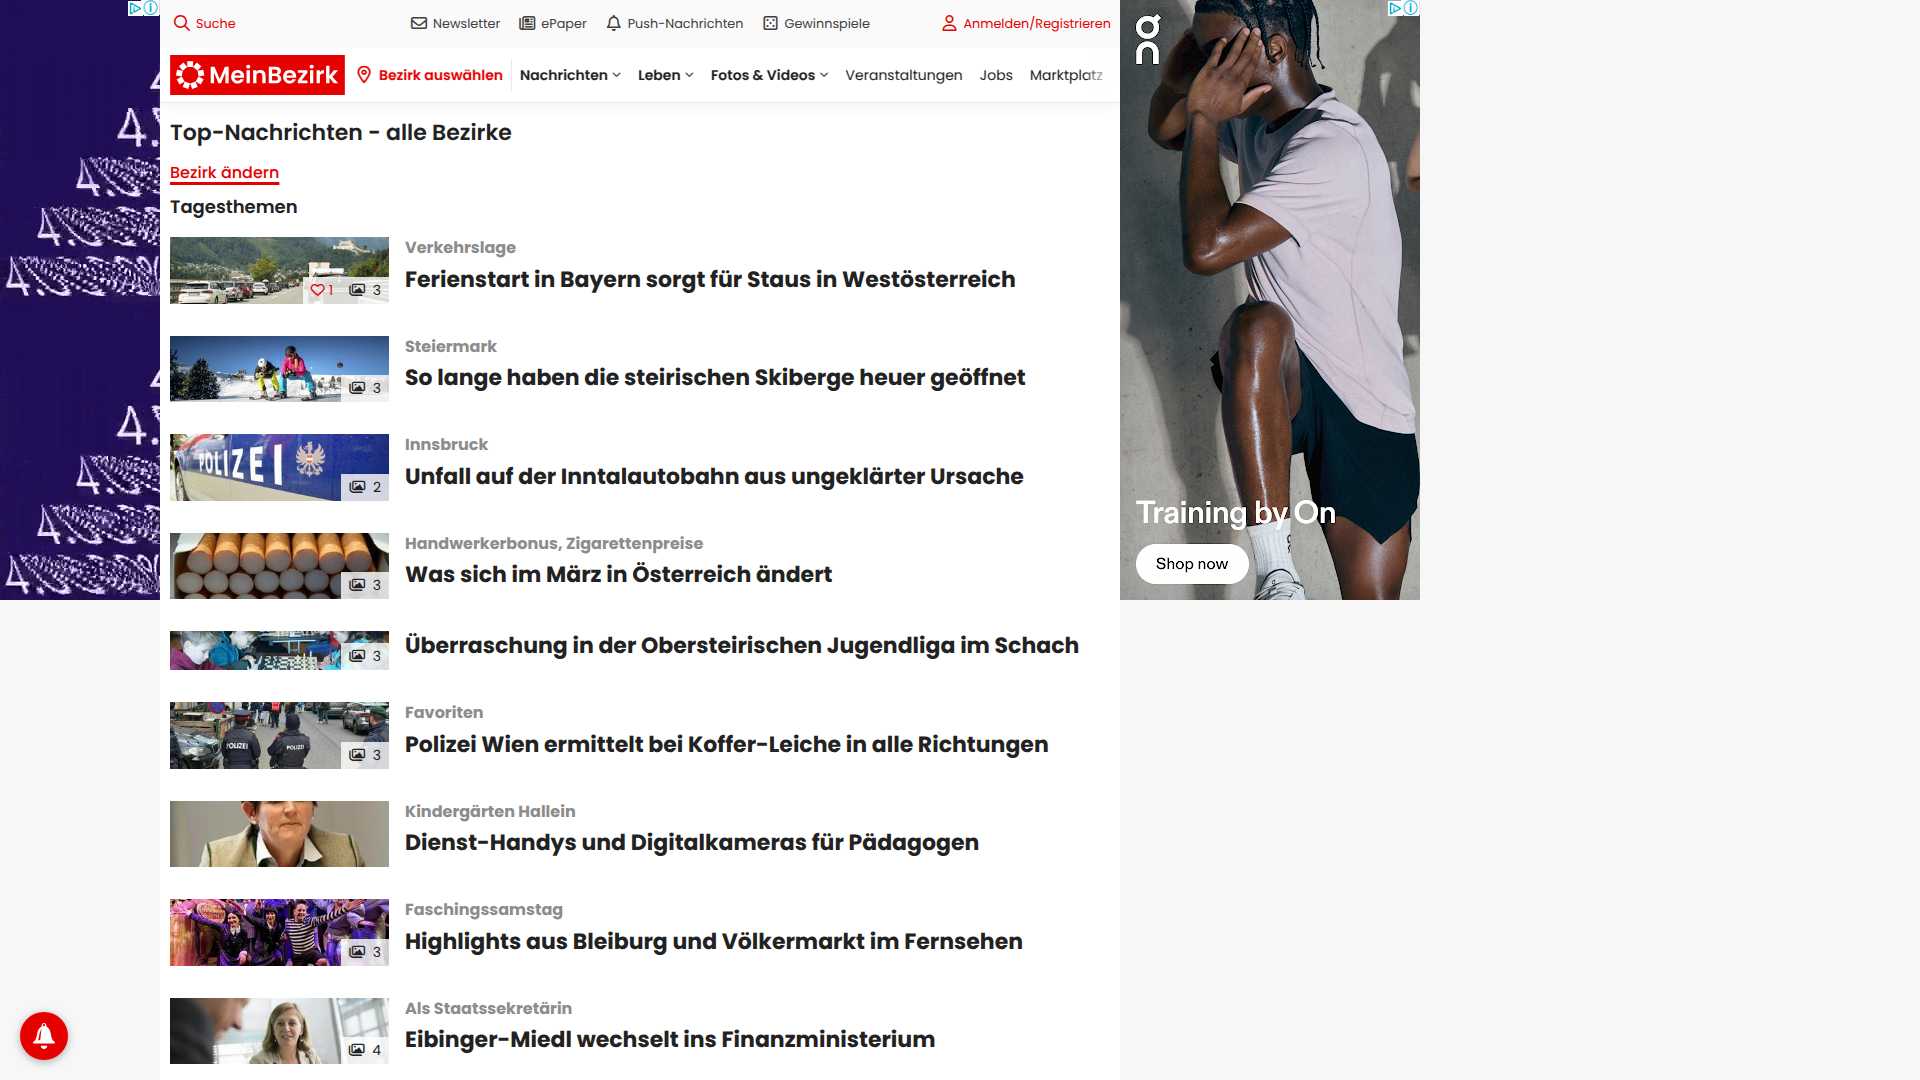 Suche
Newsletter
ePaper
Push-Nachrichten
Gewinnspiele
Anmelden/Registrieren
MeinBezirk
Bezirk auswählen
Nachrichten
Leben
Fotos & Videos
Veranstaltungen
Jobs
Marktplatz
Top-Nachrichten - alle Bezirke
Bezirk ändern
Tagesthemen
Verkehrslage
Ferienstart in Bayern sorgt für Staus in Westösterreich
1 3
Steiermark
So lange haben die steirischen Skiberge heuer geöffnet
3
Innsbruck
Unfall auf der Inntalautobahn aus ungeklärter Ursache
POLIZEI
2
Handwerkerbonus, Zigarettenpreise
Was sich im März in Österreich ändert
3
Überraschung in der Obersteirischen Jugendliga im Schach
3
Favoriten
Polizei Wien ermittelt bei Koffer-Leiche in alle Richtungen
POLIZEI
POLIZEI
3
Kindergärten Hallein
Dienst-Handys und Digitalkameras für Pädagogen
Faschingssamstag
Highlights aus Bleiburg und Völkermarkt im Fernsehen
3
Als Staatssekretärin
Eibinger-Miedl wechselt ins Finanzministerium
4
On
Training by On
Shop now